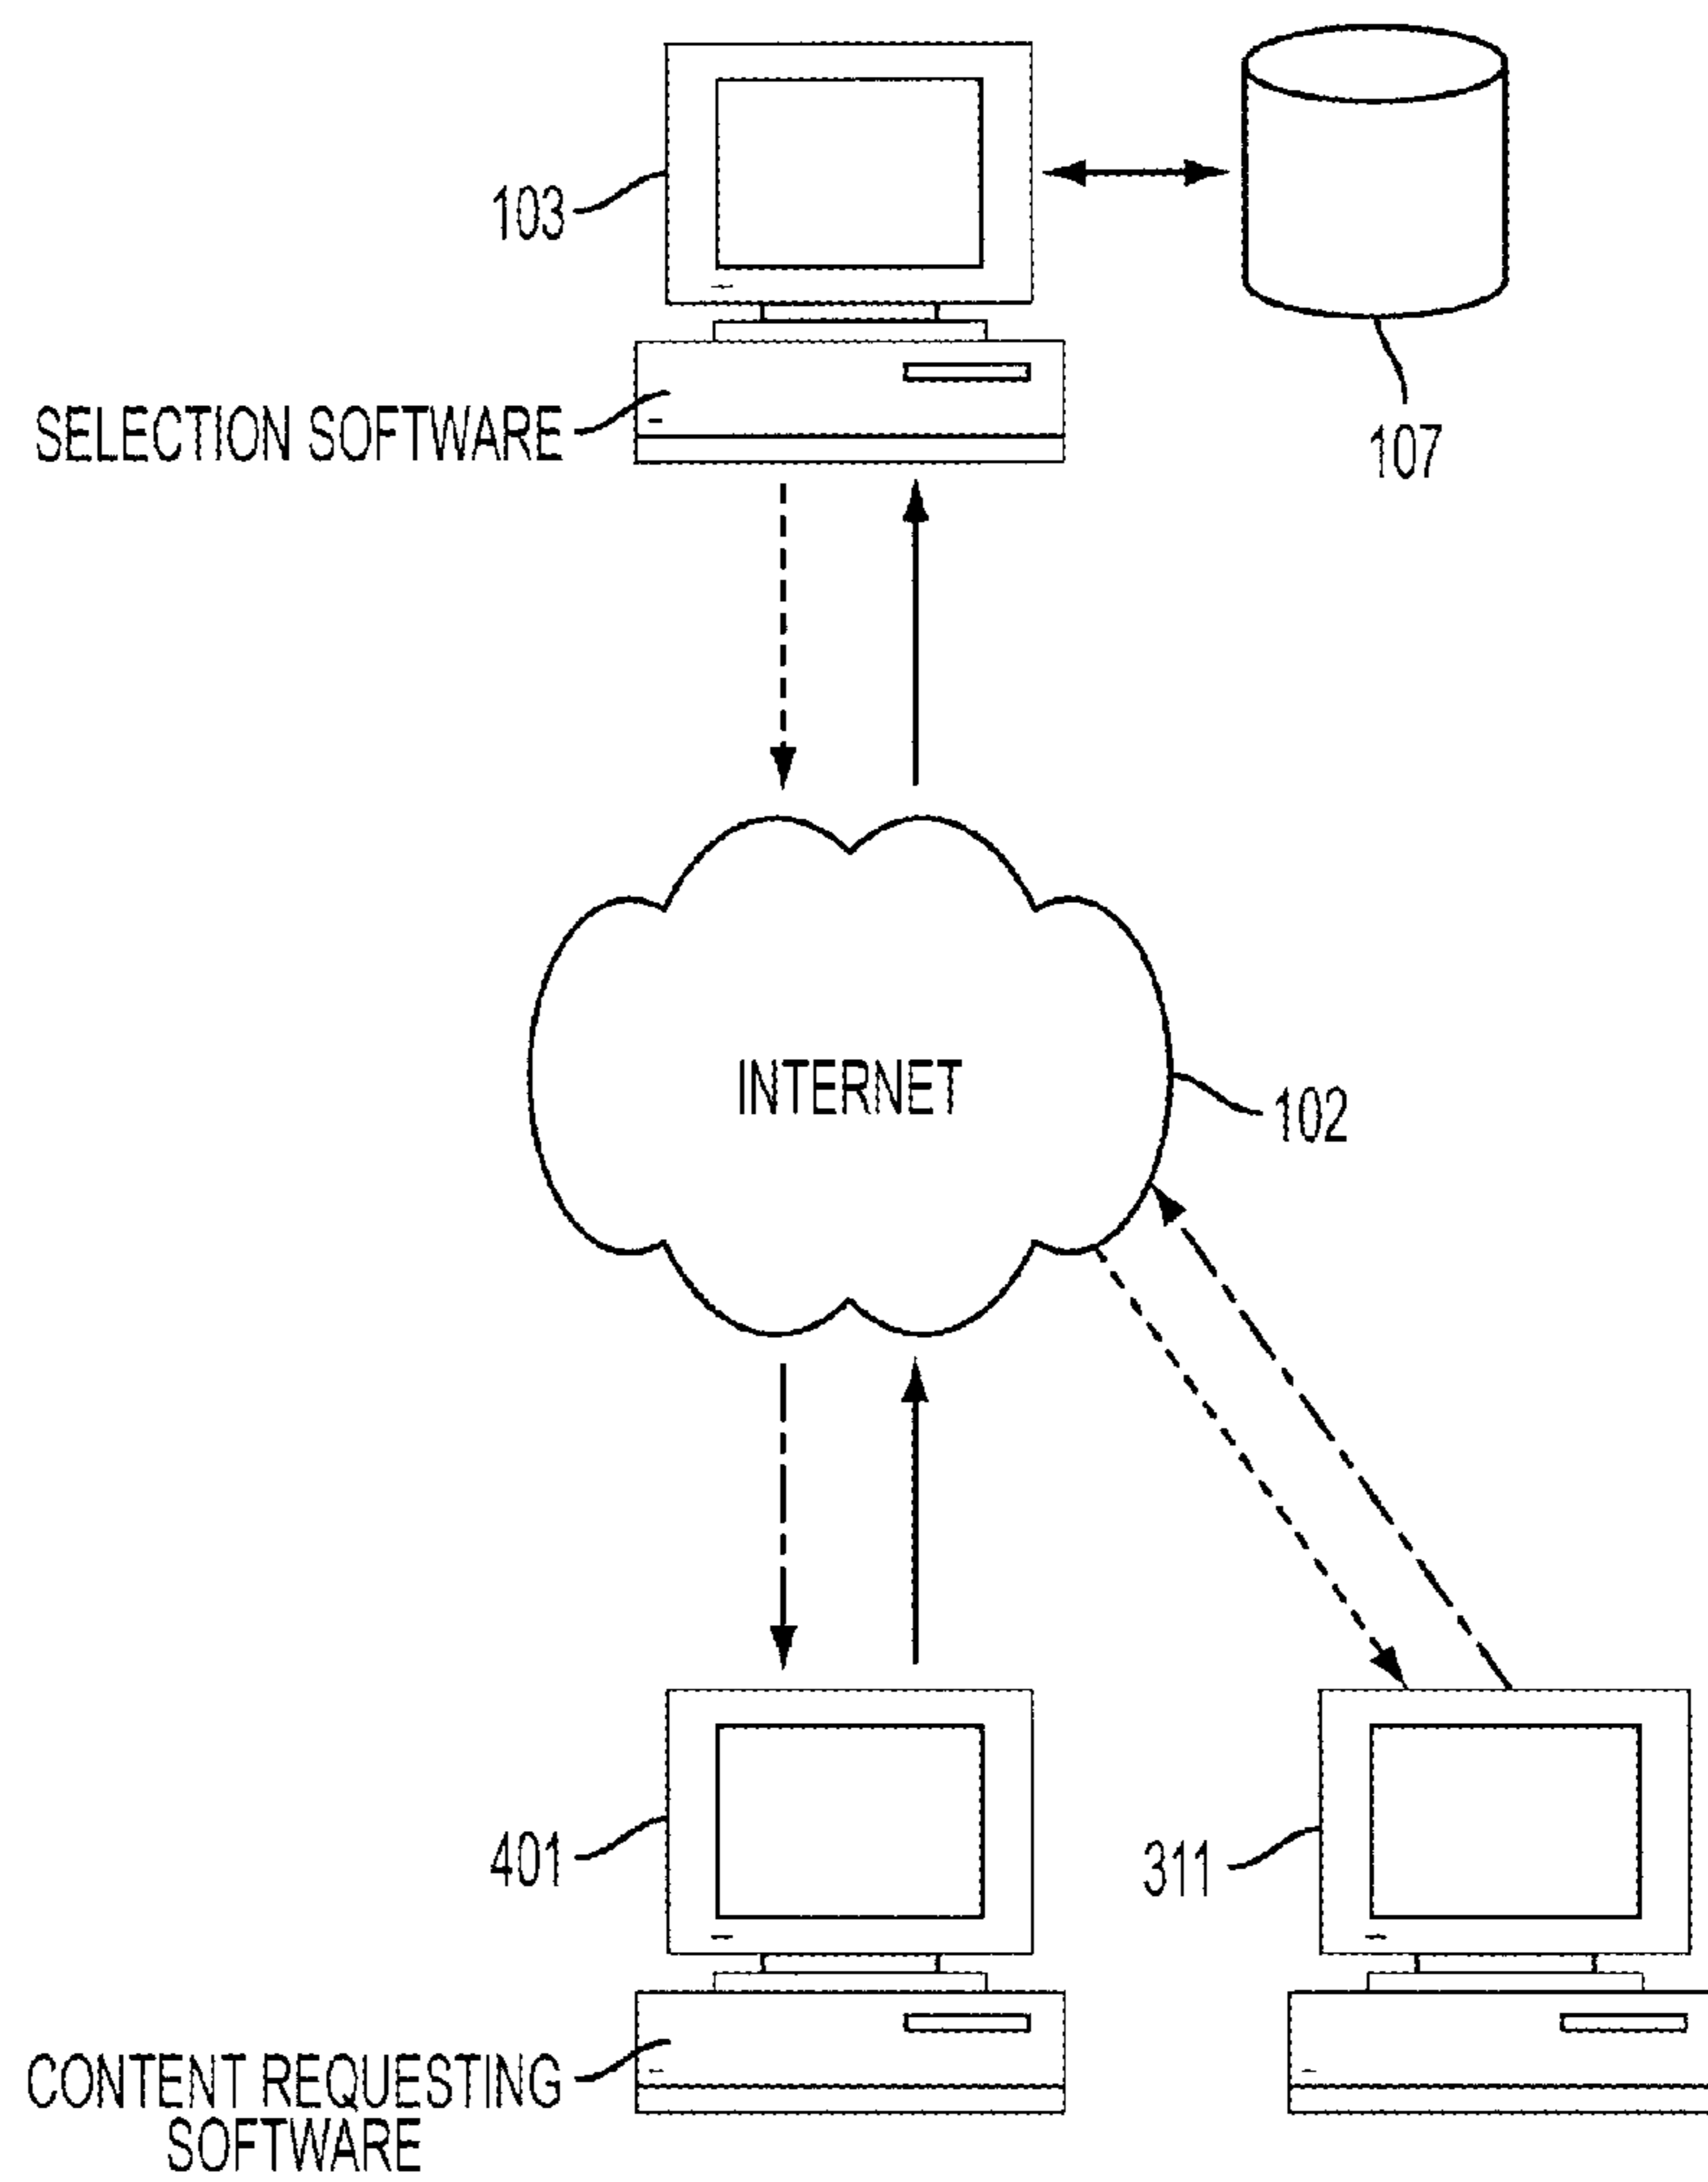 103
SELECTION SOFTWARE
107
INTERNET
102
401
311
CONTENT REQUESTING
SOFTWARE